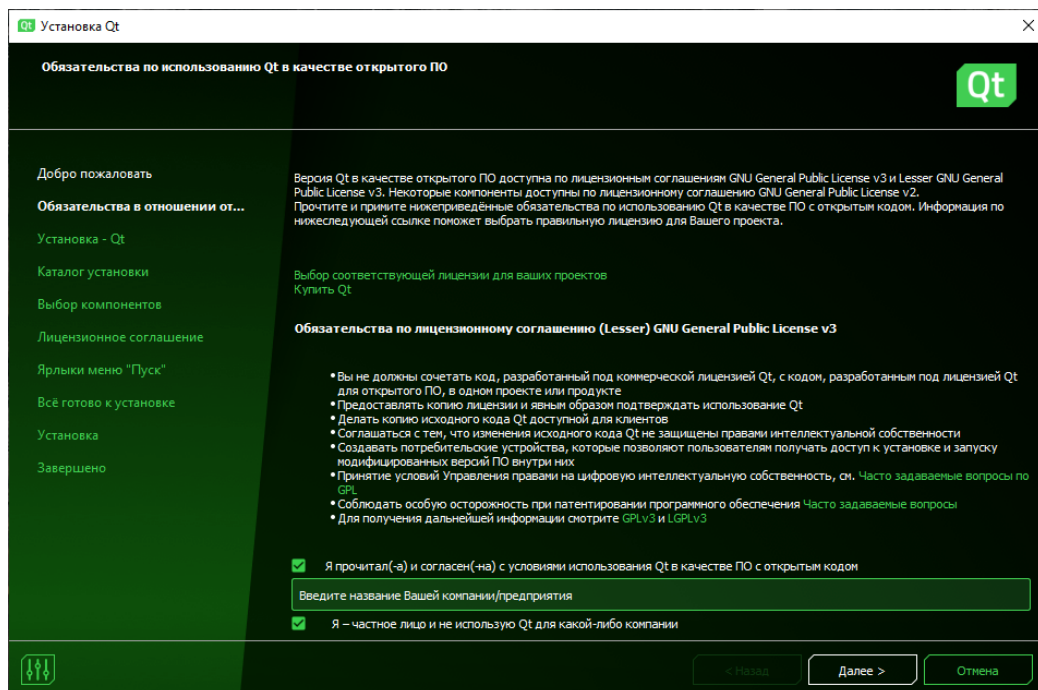 Qt Установка Qt
Обязательства по использованию Qt в качестве открытого ПО
Qt
Добро пожаловать
Обязательства в отношении от...
Установка - Qt
Каталог установки
Выбор компонентов
Лицензионное соглашение
Ярлыки меню "Пуск"
Всё готово к установке
Установка
Завершено
Версия Qt в качестве открытого ПО доступна по лицензионным соглашениям GNU General Public License v3 и Lesser GNU General
Public License v3. Некоторые компоненты доступны по лицензионному соглашению GNU General Public License v2.
Прочтите и примите нижеприведённые обязательства по использованию Qt в качестве ПО с открытым кодом. Информация по
нижеследующей ссылке поможет выбрать правильную лицензию для Вашего проекта.
Выбор соответствующей лицензии для ваших проектов
Купить Qt
Обязательства по лицензионному соглашению (Lesser) GNU General Public License v3
•Вы не должны сочетать код, разработанный под коммерческой лицензией Qt, с кодом, разработанным под лицензией Qt
для открытого ПО, в одном проекте или продукте
•Предоставлять копию лицензии и явным образом подтверждать использование Qt
•Делать копию исходного кода Qt доступной для клиентов
•Соглашаться с тем, что изменения исходного кода Qt не защищены правами интеллектуальной собственности
•Создавать потребительские устройства, которые позволяют пользователям получать доступ к установке и запуску
модифицированных версий ПО внутри них
•Принятие условий Управления правами на цифровую интеллектуальную собственность, см. Часто задаваемые вопросы по
GPL
•Соблюдать особую осторожность при патентировании программного обеспечения Часто задаваемые вопросы
•Для получения дальнейшей информации смотрите GPLv3 и LGPLv3
Я прочитал(-а) и согласен(-на) с условиями использования Qt в качестве ПО с открытым кодом
Введите название Вашей компании/предприятия
Я – частное лицо и не использую Qt для какой-либо компании
< Назад
Далее >
Отмена